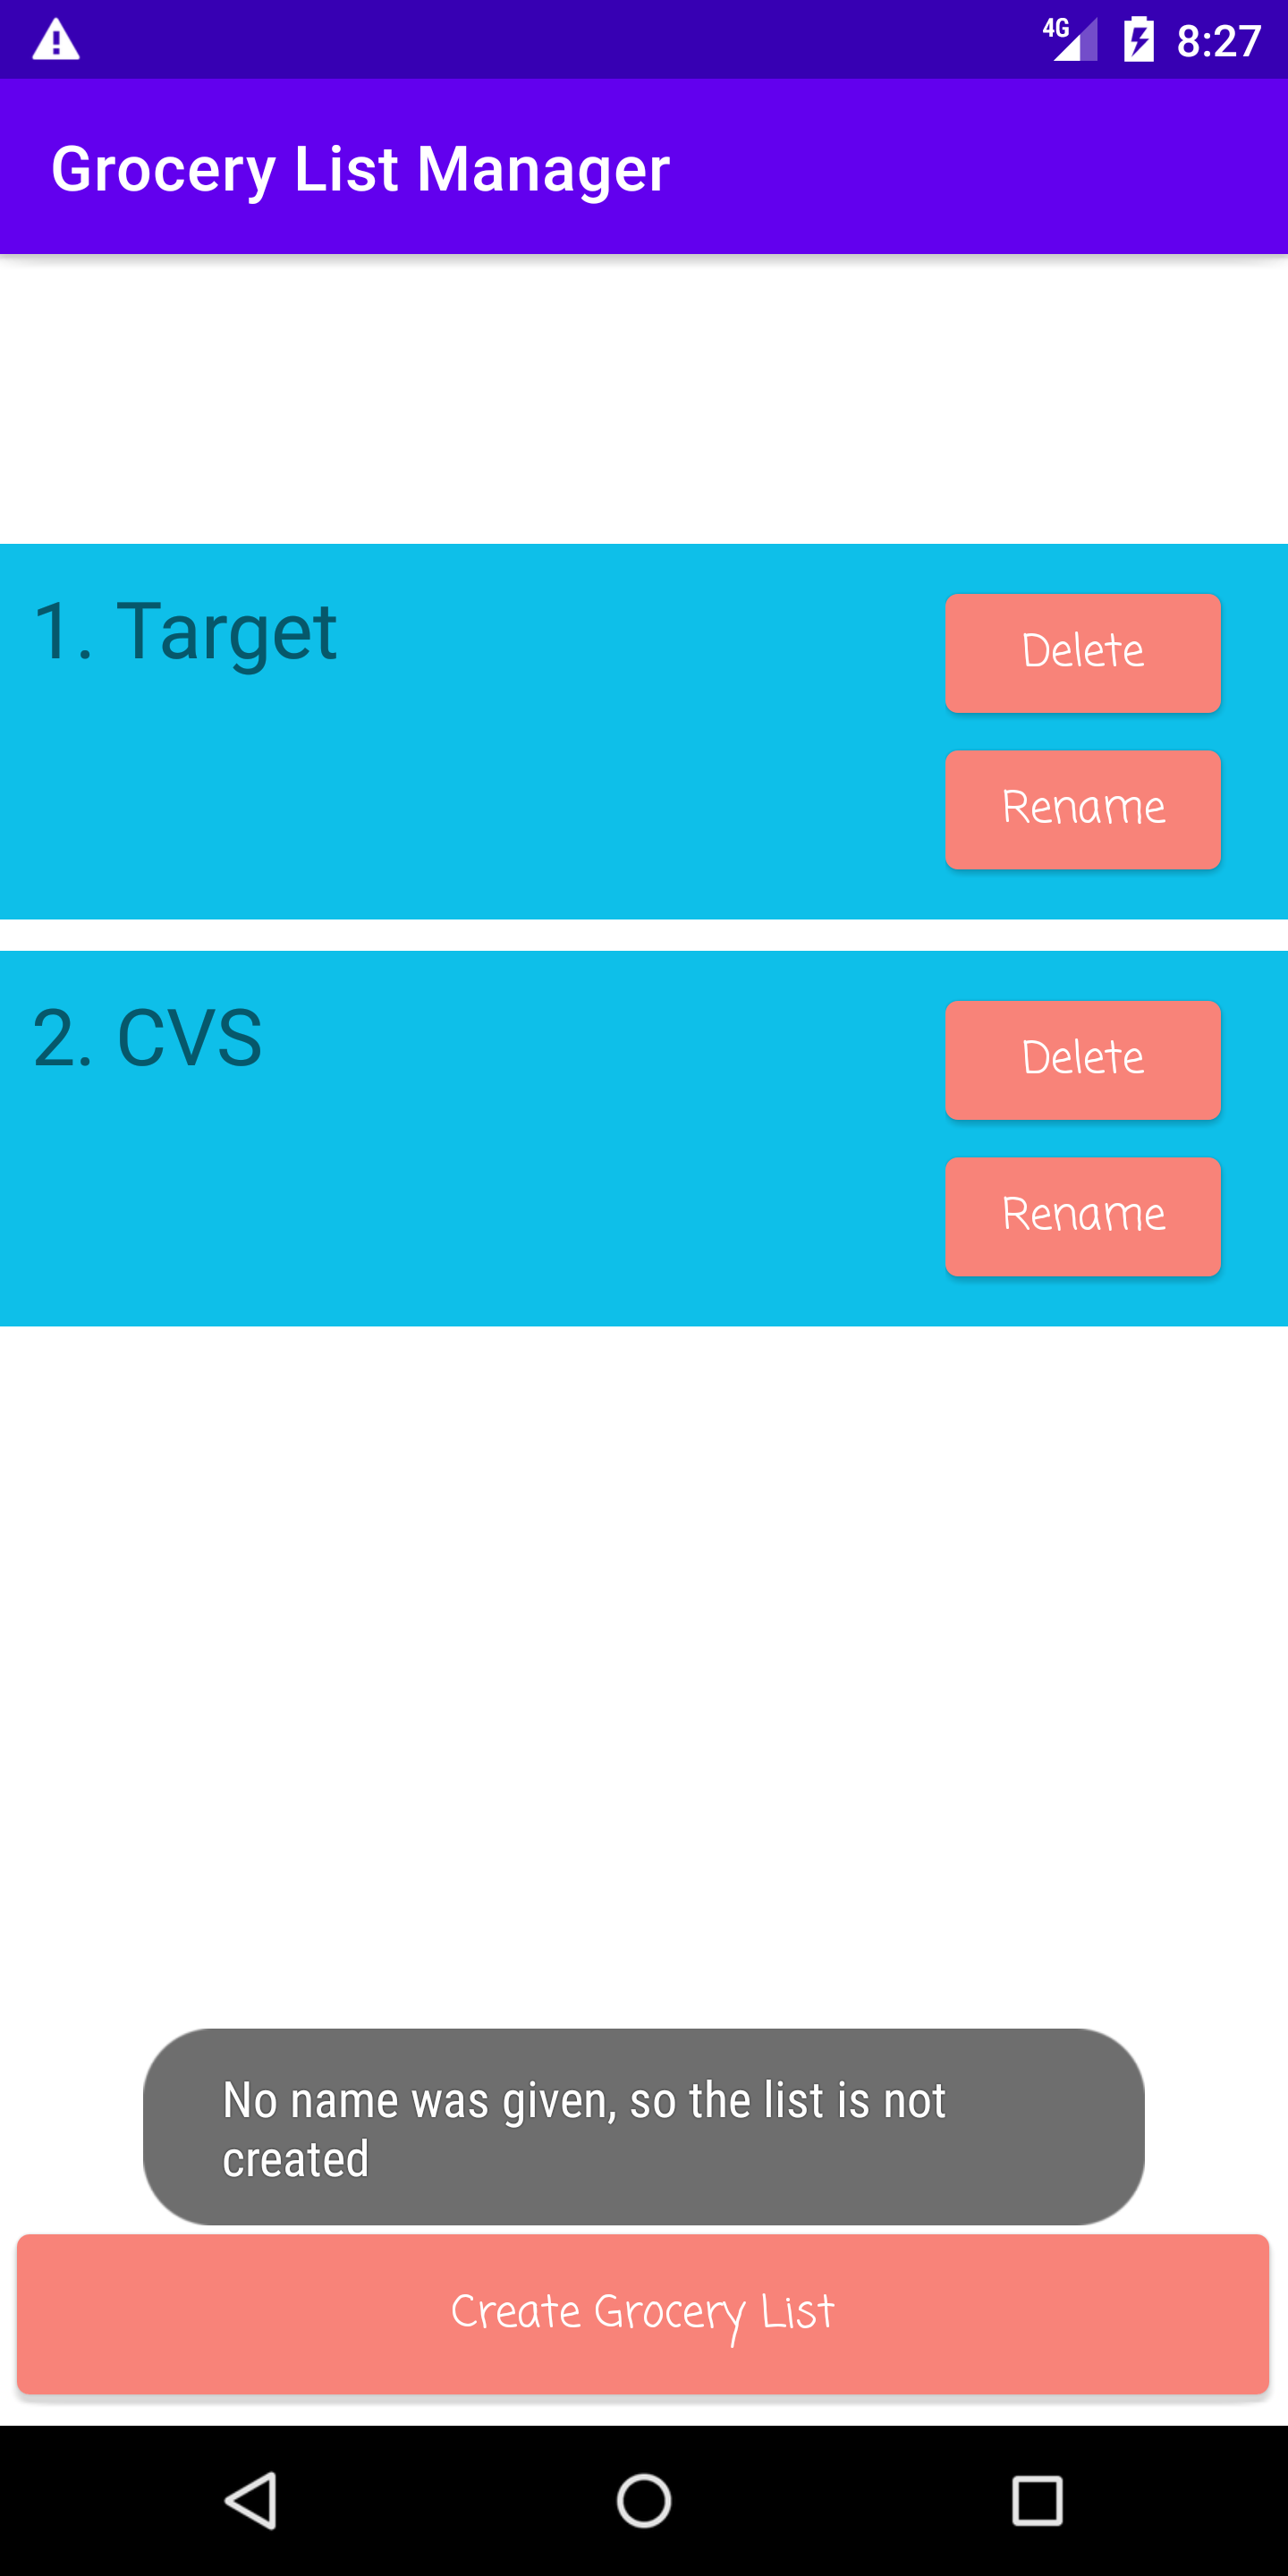 4G 8:27
Grocery List Manager
1. Target
Delete
Rename
2. CVS
Delete
Rename
No name was given, so the list is not
created
Create Grocery List